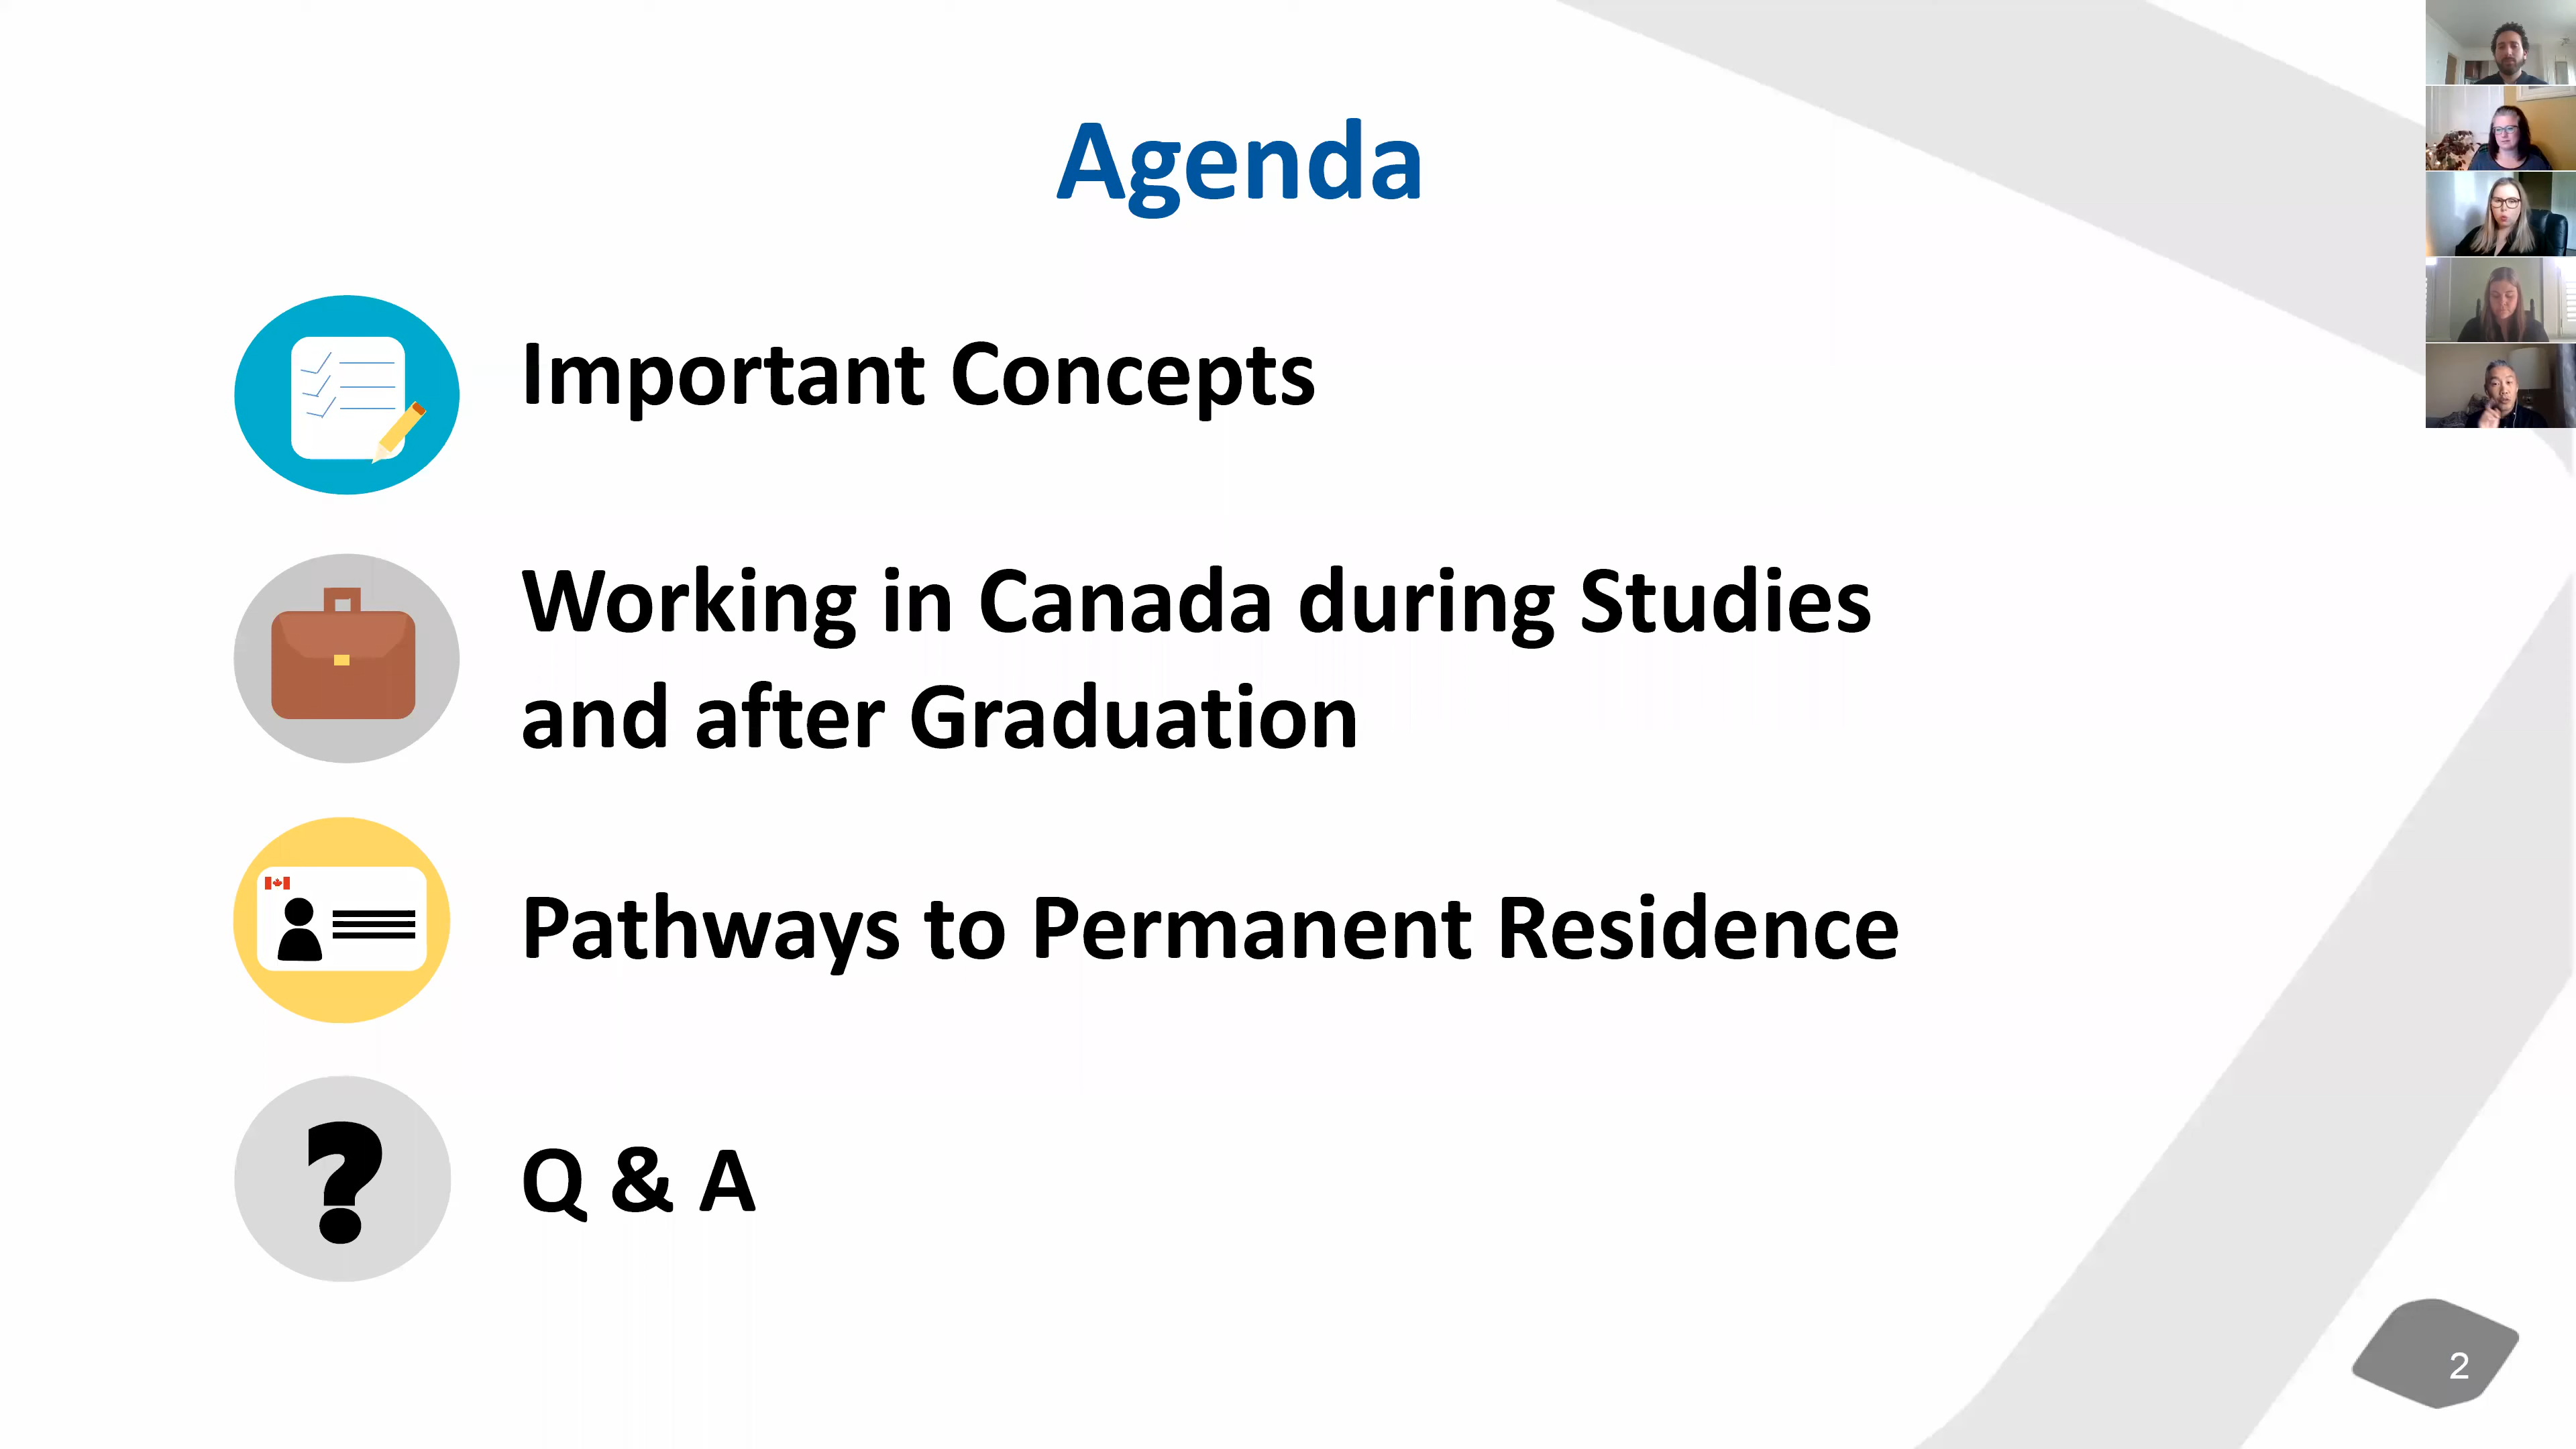 Agenda
Important Concepts
Working in Canada during Studies
and after Graduation
Pathways to Permanent Residence
?
Q & A
2